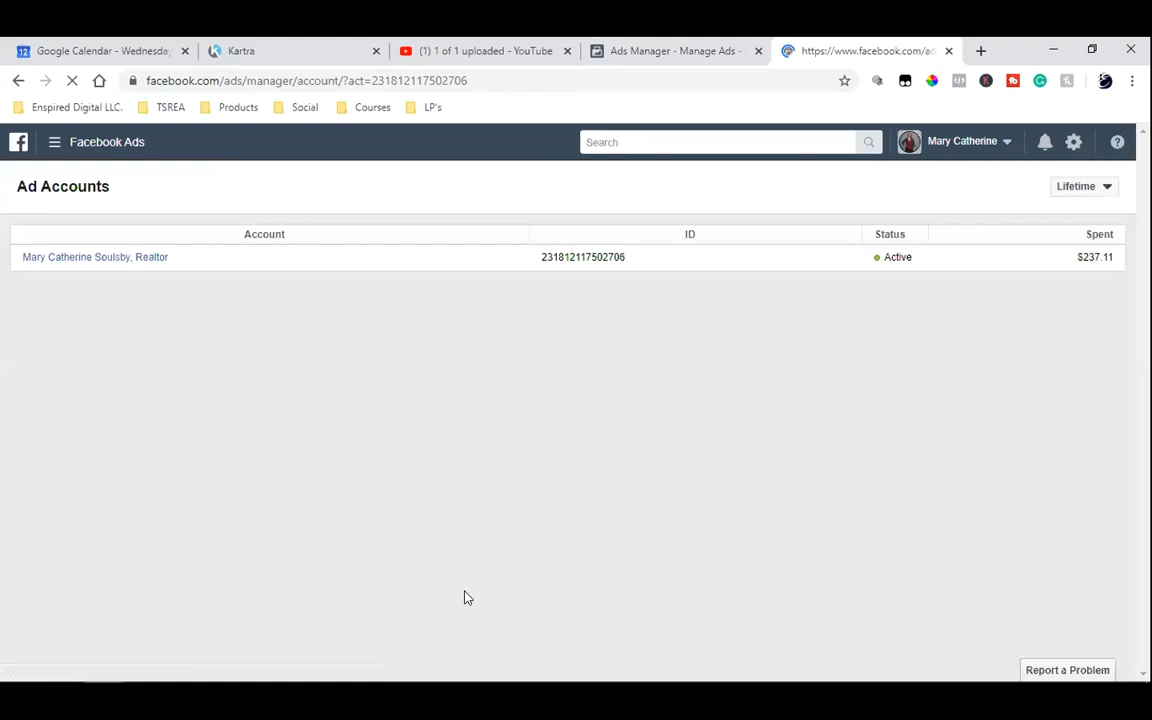 12 Google Calendar - Wednesday
Kartra
(1) 1 of 1 uploaded - YouTube
Ads Manager - Manage Ads -
https://www.facebook.com/ad
facebook.com/ads/manager/account/?act=231812117502706
Enspired Digital LLC.
TSREA
Products
Social
Courses
LP's
Facebook Ads
Search
Mary Catherine
Ad Accounts
Lifetime
Account ID Status Spent
Mary Catherine Soulsby, Realtor 231812117502706 Active $237.11
Report a Problem